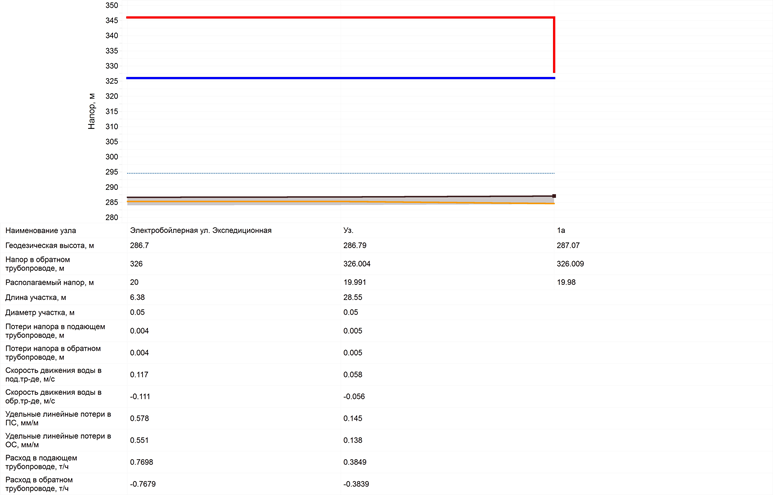 350
345
340
335
330
325
320
315
310
305
300
295
290
285
280
Напор, м
Наименование узла Электробойлерная ул. Экспедиционная Уз. 1а
Геодезическая высота, м 286.7 286.79 287.07
Напор в обратном
трубопроводе, м 326 326.004 326.009
Располагаемый напор, м 20 19.991 19.98
Длина участка, м 6.38 28.55
Диаметр участка, м 0.05 0.05
Потери напора в подающем
трубопроводе, м 0.004 0.005
Потери напора в обратном
трубопроводе, м 0.004 0.005
Скорость движения воды в
под.тр-де, м/с 0.117 0.058
Скорость движения воды в
обр.тр-де, м/с -0.111 -0.056
Удельные линейные потери в
ПС, мм/м 0.578 0.145
Удельные линейные потери в
ОС, мм/м 0.551 0.138
Расход в подающем
трубопроводе, т/ч 0.7698 0.3849
Расход в обратном
трубопроводе, т/ч -0.7679 -0.3839